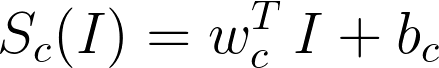 $S_c(I) = w_c^T I + b_c$